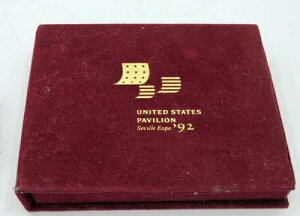 UNITED STATES
PAVILION
Seville Expo '92